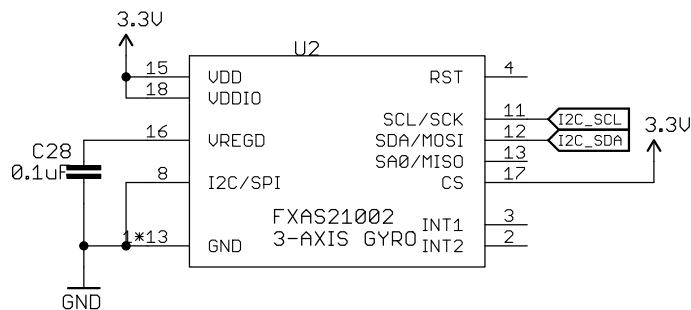 3.3V
U2
15 VDD
18 VDDIO
16 VREGD
C28
0.1uF
8 I2C/SPI
1*13 GND
GND
FXAS21002
3-AXIS GYRO
RST 4
SCL/SCK 11 I2C_SCL
SDA/MOSI 12 I2C_SDA
SA0/MISO 13
CS 17
3.3V
INT1 3
INT2 2